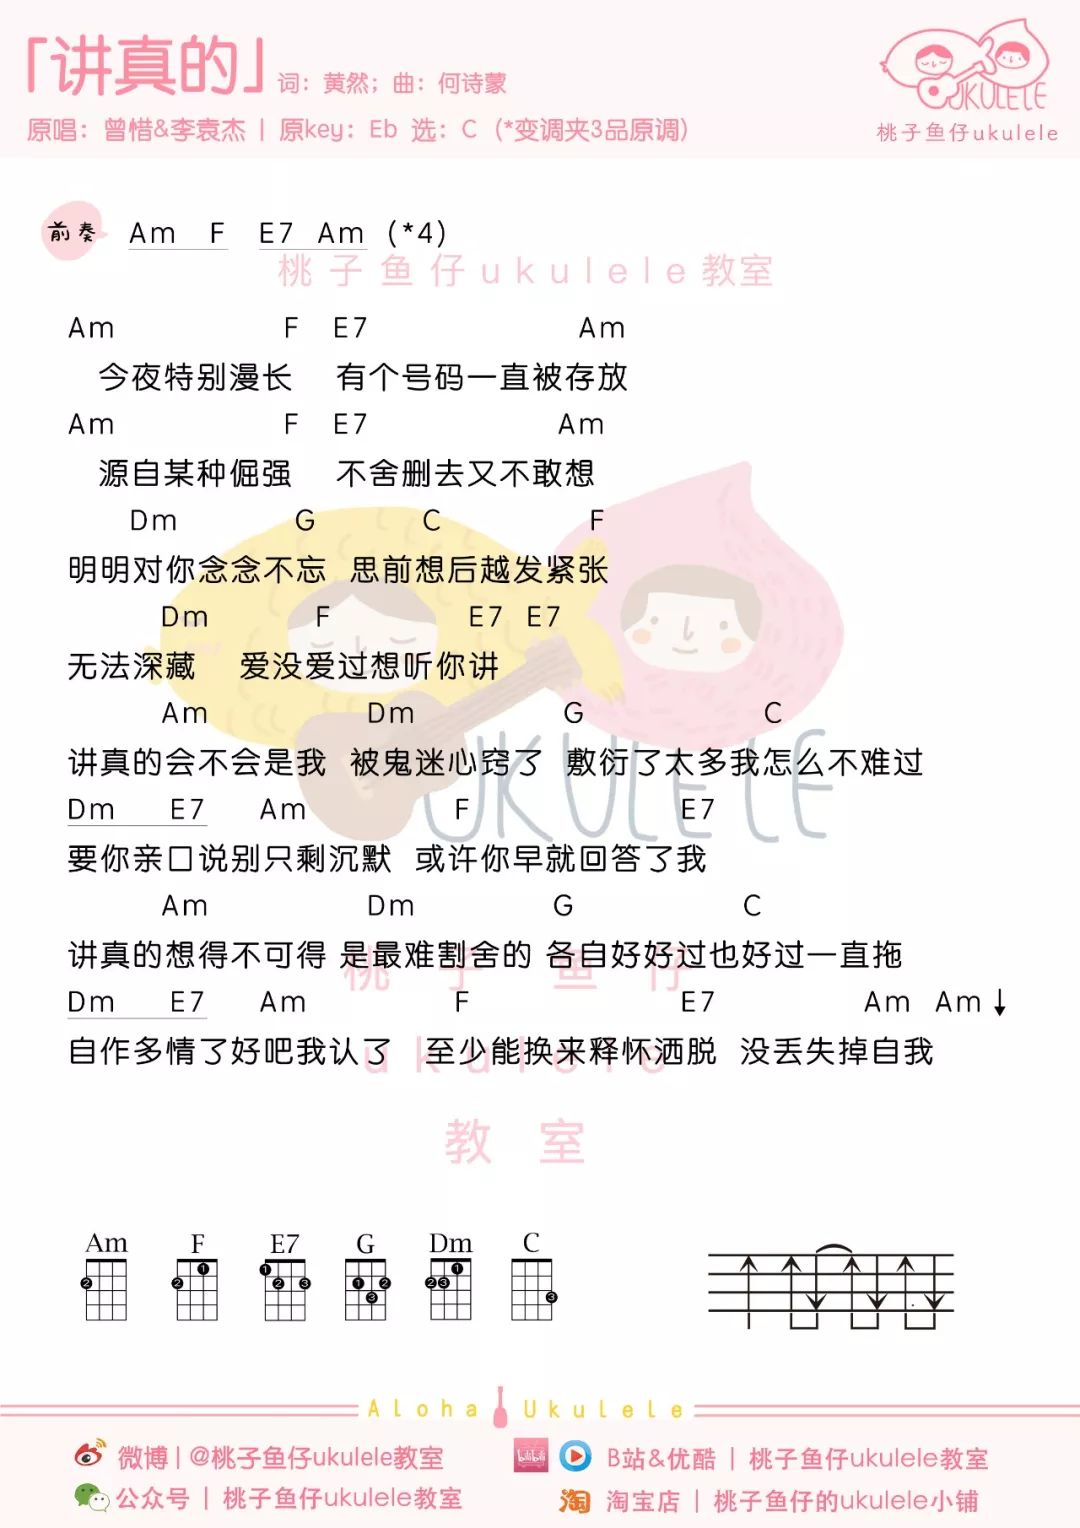 「讲真的」 词：黄然；曲：何诗蒙
原唱：曾惜&李袁杰 | 原key：Eb 选：C (*变调夹3品原调)
UKULELE
桃子鱼仔ukulele
前奏 Am F E7 Am (*4)
桃子鱼仔ukulele教室
Am F E7 Am
今夜特别漫长 有个号码一直被存放
Am F E7 Am
源自某种倔强 不舍删去又不敢想
Dm G C F
明明对你念念不忘 思前想后越发紧张
Dm F E7 E7
无法深藏 爱没爱过想听你讲
Am Dm G C
讲真的会不会是我 被鬼迷心窍了 敷衍了太多我怎么不难过
UKULELE
Dm E7 Am F E7
要你亲口说别只剩沉默 或许你早就回答了我
Am Dm G C
讲真的想得不可得 是最难割舍的 各自好好过也好过一直拖
桃子鱼仔
Dm E7 Am F E7 Am Am↓
自作多情了好吧我认了 至少能换来释怀洒脱 没丢失掉自我
ukulele
教室
Am F E7 G Dm C
2 2 1 1 2 3 1 2 3 2 3 1 3
Aloha Ukulele
微博 | @桃子鱼仔ukulele教室
bilibili B站&优酷 | 桃子鱼仔ukulele教室
公众号 | 桃子鱼仔ukulele教室
淘 淘宝店 | 桃子鱼仔的ukulele小铺